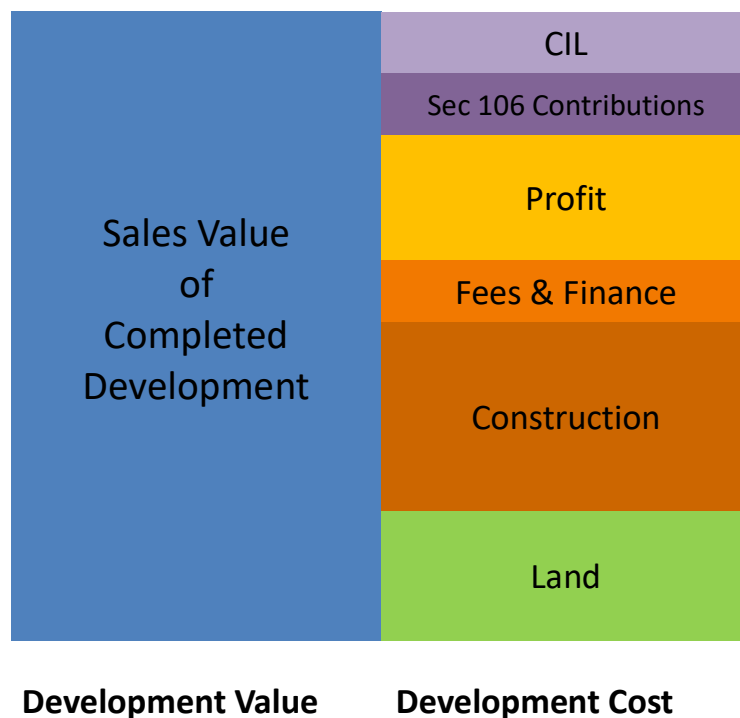 Sales Value
of
Completed
Development
CIL
Sec 106 Contributions
Profit
Fees & Finance
Construction
Land
Development Value
Development Cost